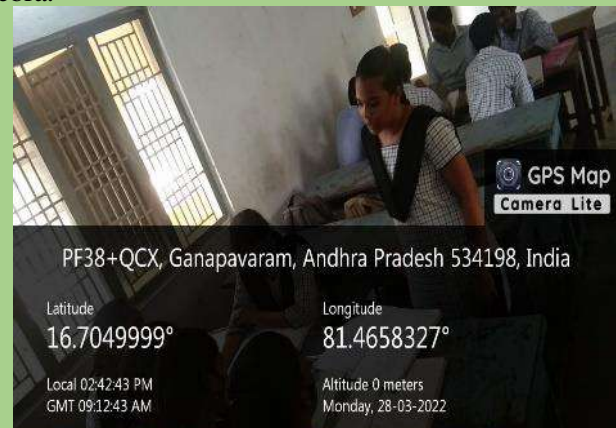 GPS Map
Camera Lite
PF38+QCX, Ganapavaram, Andhra Pradesh 534198, India
Latitude
16.7049999°
Longitude
81.4658327°
Local 02:42:43 PM
GMT 09:12:43 AM
Altitude 0 meters
Monday, 28-03-2022